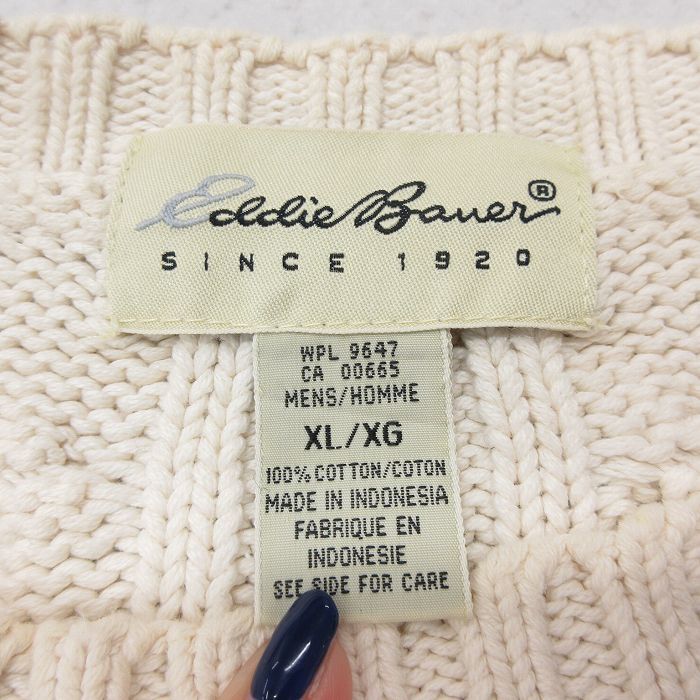 Eddie Bauer®
SINCE 1920
WPL 9647
CA 00665
MENS/HOMME
XL/XG
100% COTTON/COTON
MADE IN INDONESIA
FABRIQUE EN
INDONESIE
SEE SIDE FOR CARE